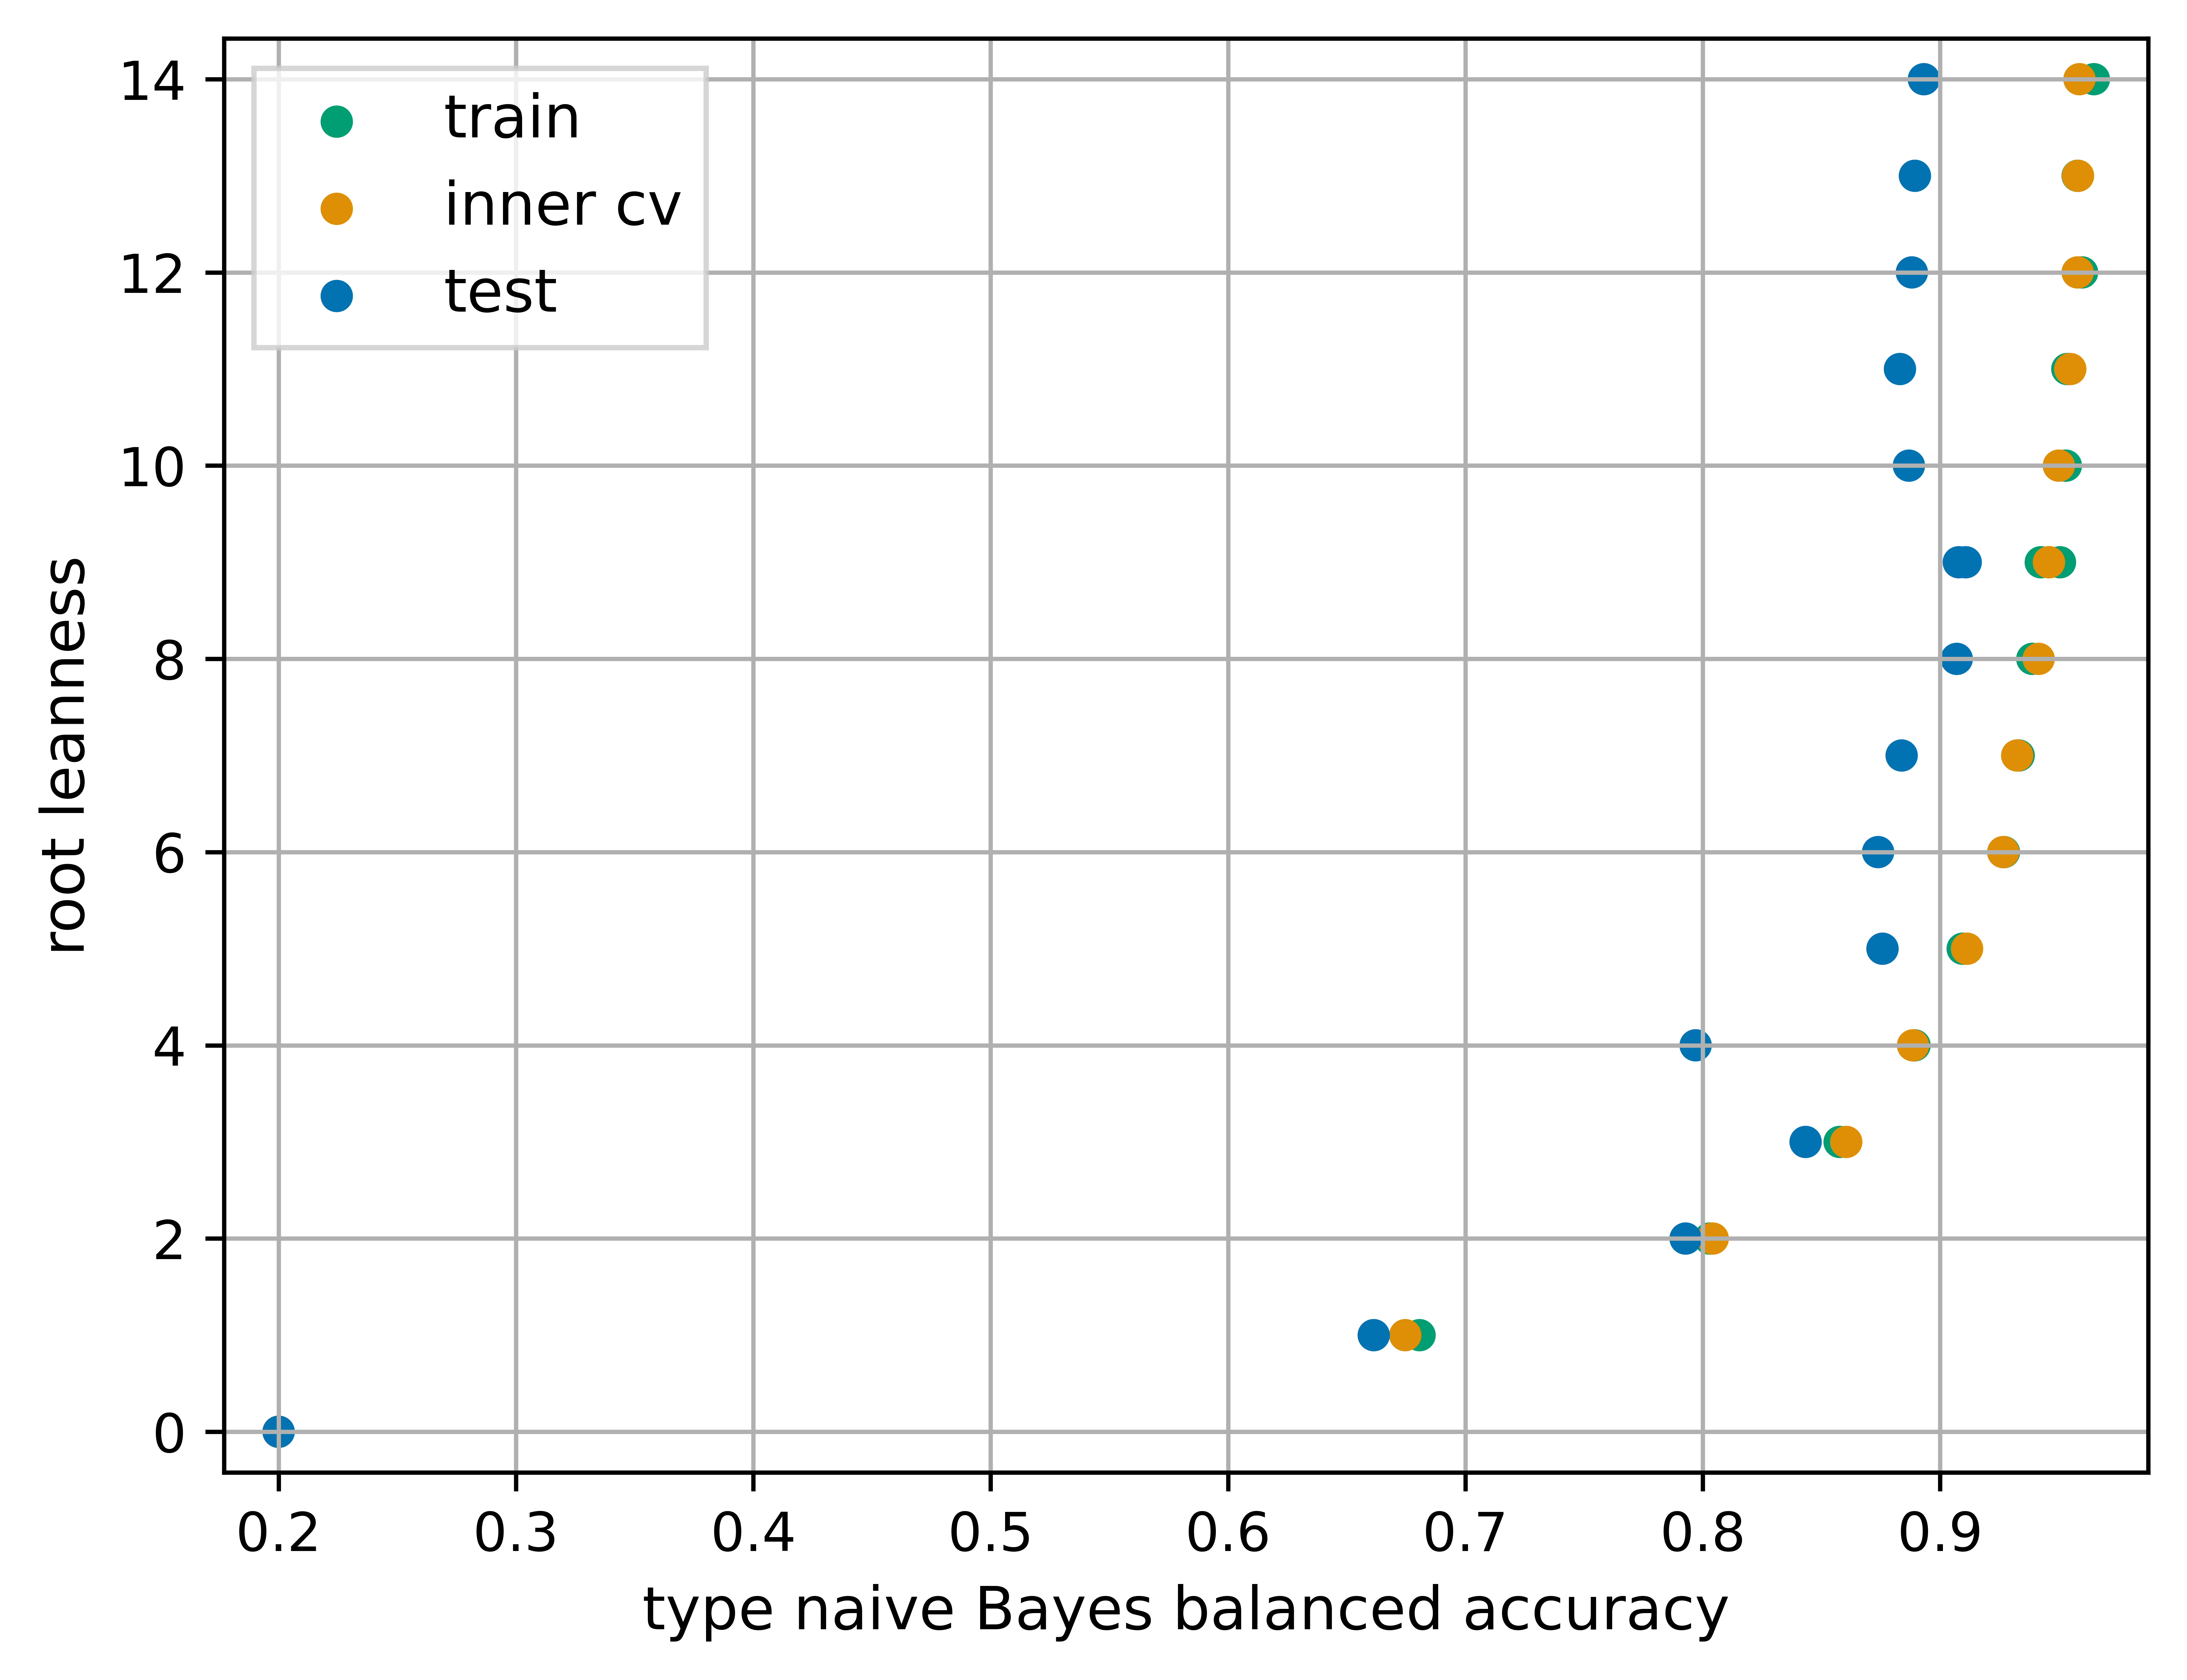 train
inner cv
test
14
12
10
8
6
4
2
0
root leanness
0.2 0.3 0.4 0.5 0.6 0.7 0.8 0.9
type naive Bayes balanced accuracy